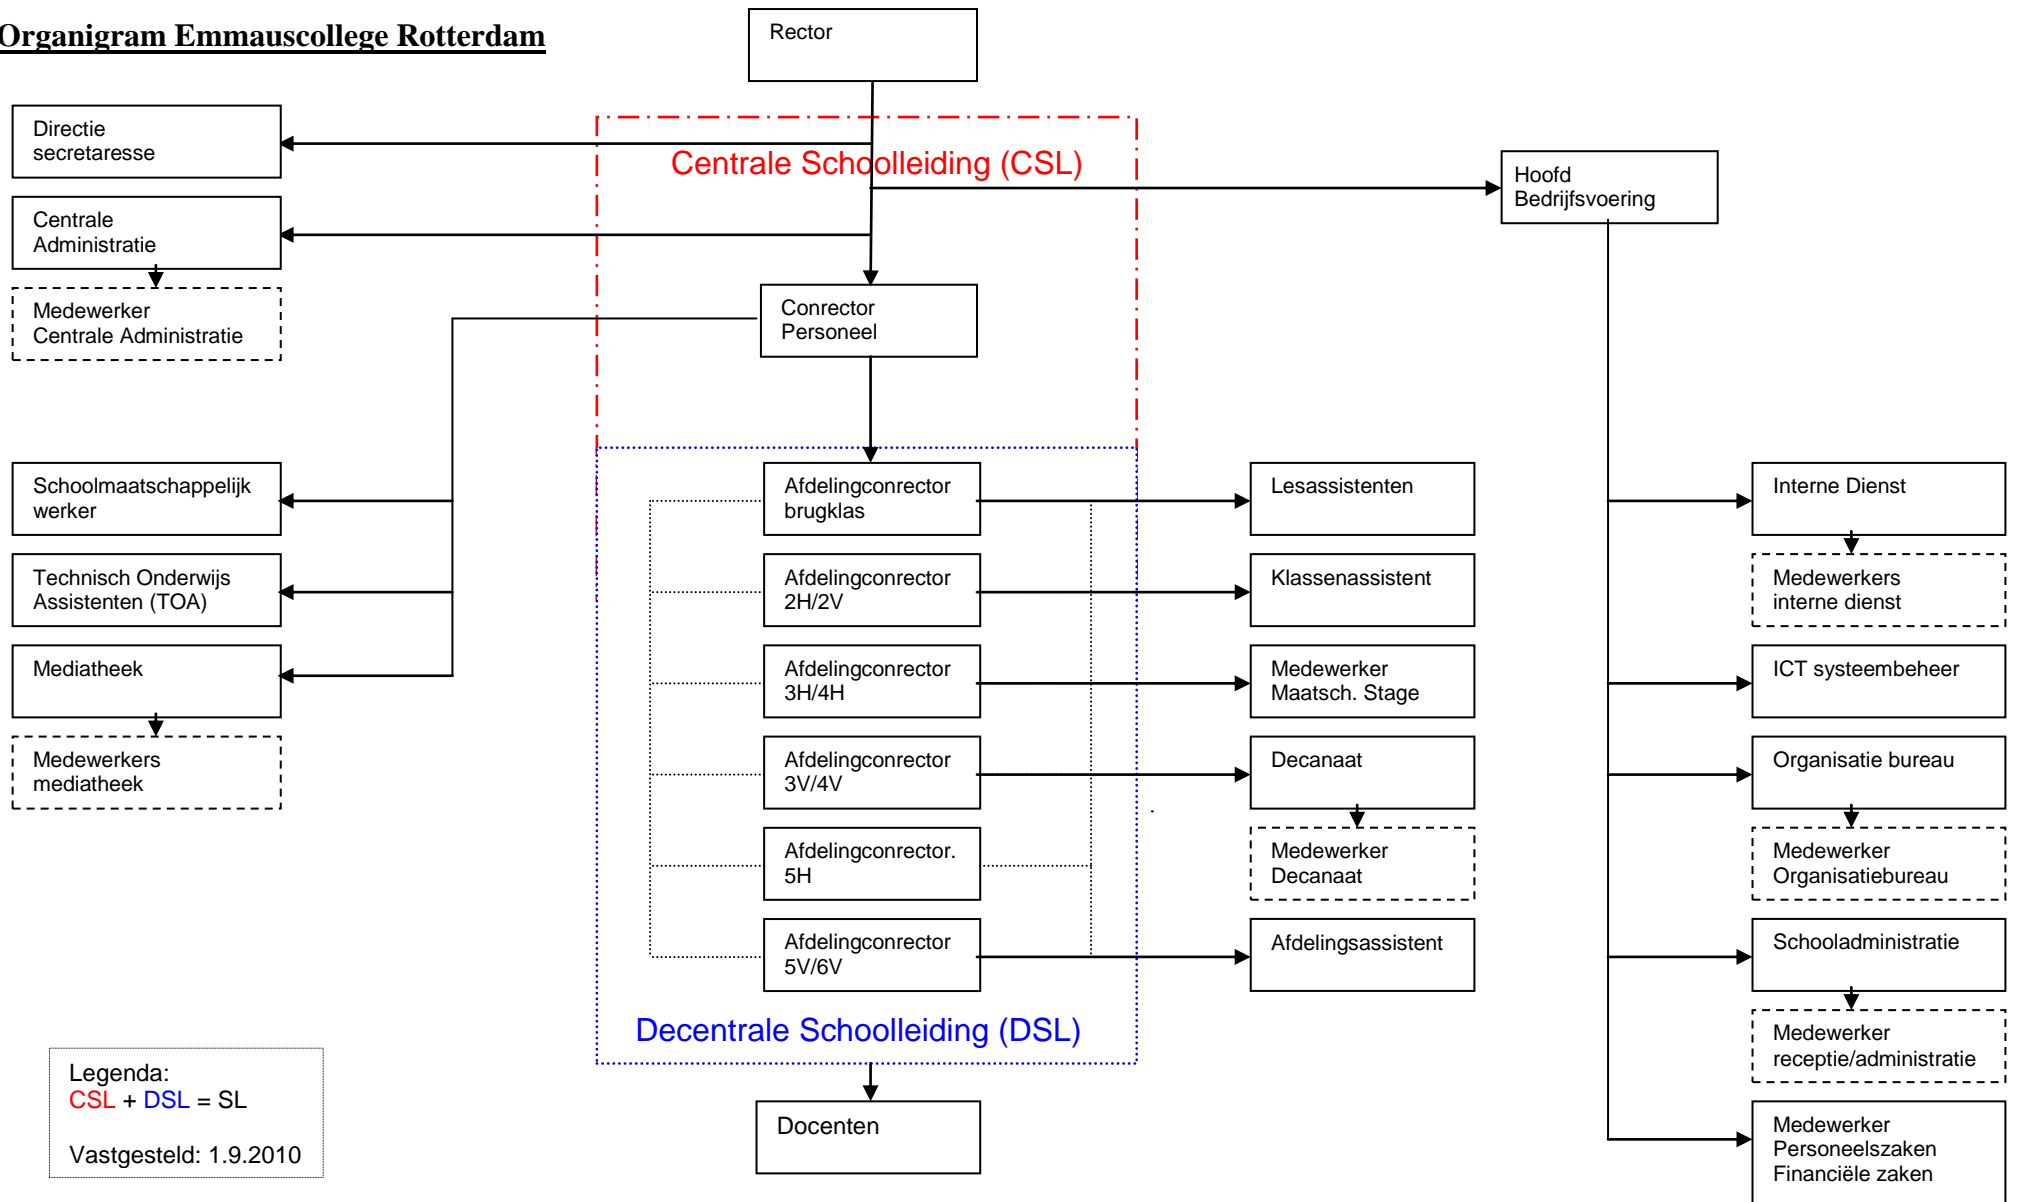 Organigram Emmauscollege Rotterdam
Rector
Directie
secretaresse
Centrale Schoolleiding (CSL)
Hoofd
Bedrijfsvoering
Centrale
Administratie
Medewerker
Centrale Administratie
Conrector
Personeel
Schoolmaatschappelijk
werker
Afdelingconrector
brugklas
Lesassistenten
Interne Dienst
Technisch Onderwijs
Assistenten (TOA)
Afdelingconrector
2H/2V
Klassenassistent
Medewerkers
interne dienst
Mediatheek
Afdelingconrector
3H/4H
Medewerker
Maatsch. Stage
ICT systeembeheer
Medewerkers
mediatheek
Afdelingconrector
3V/4V
Decanaat
Organisatie bureau
Afdelingconrector.
5H
Medewerker
Decanaat
Medewerker
Organisatiebureau
Afdelingconrector
5V/6V
Afdelingsassistent
Schooladministratie
Decentrale Schoolleiding (DSL)
Medewerker
receptie/administratie
Legenda:
CSL + DSL = SL
Vastgesteld: 1.9.2010
Docenten
Medewerker
Personeelszaken
Financiële zaken